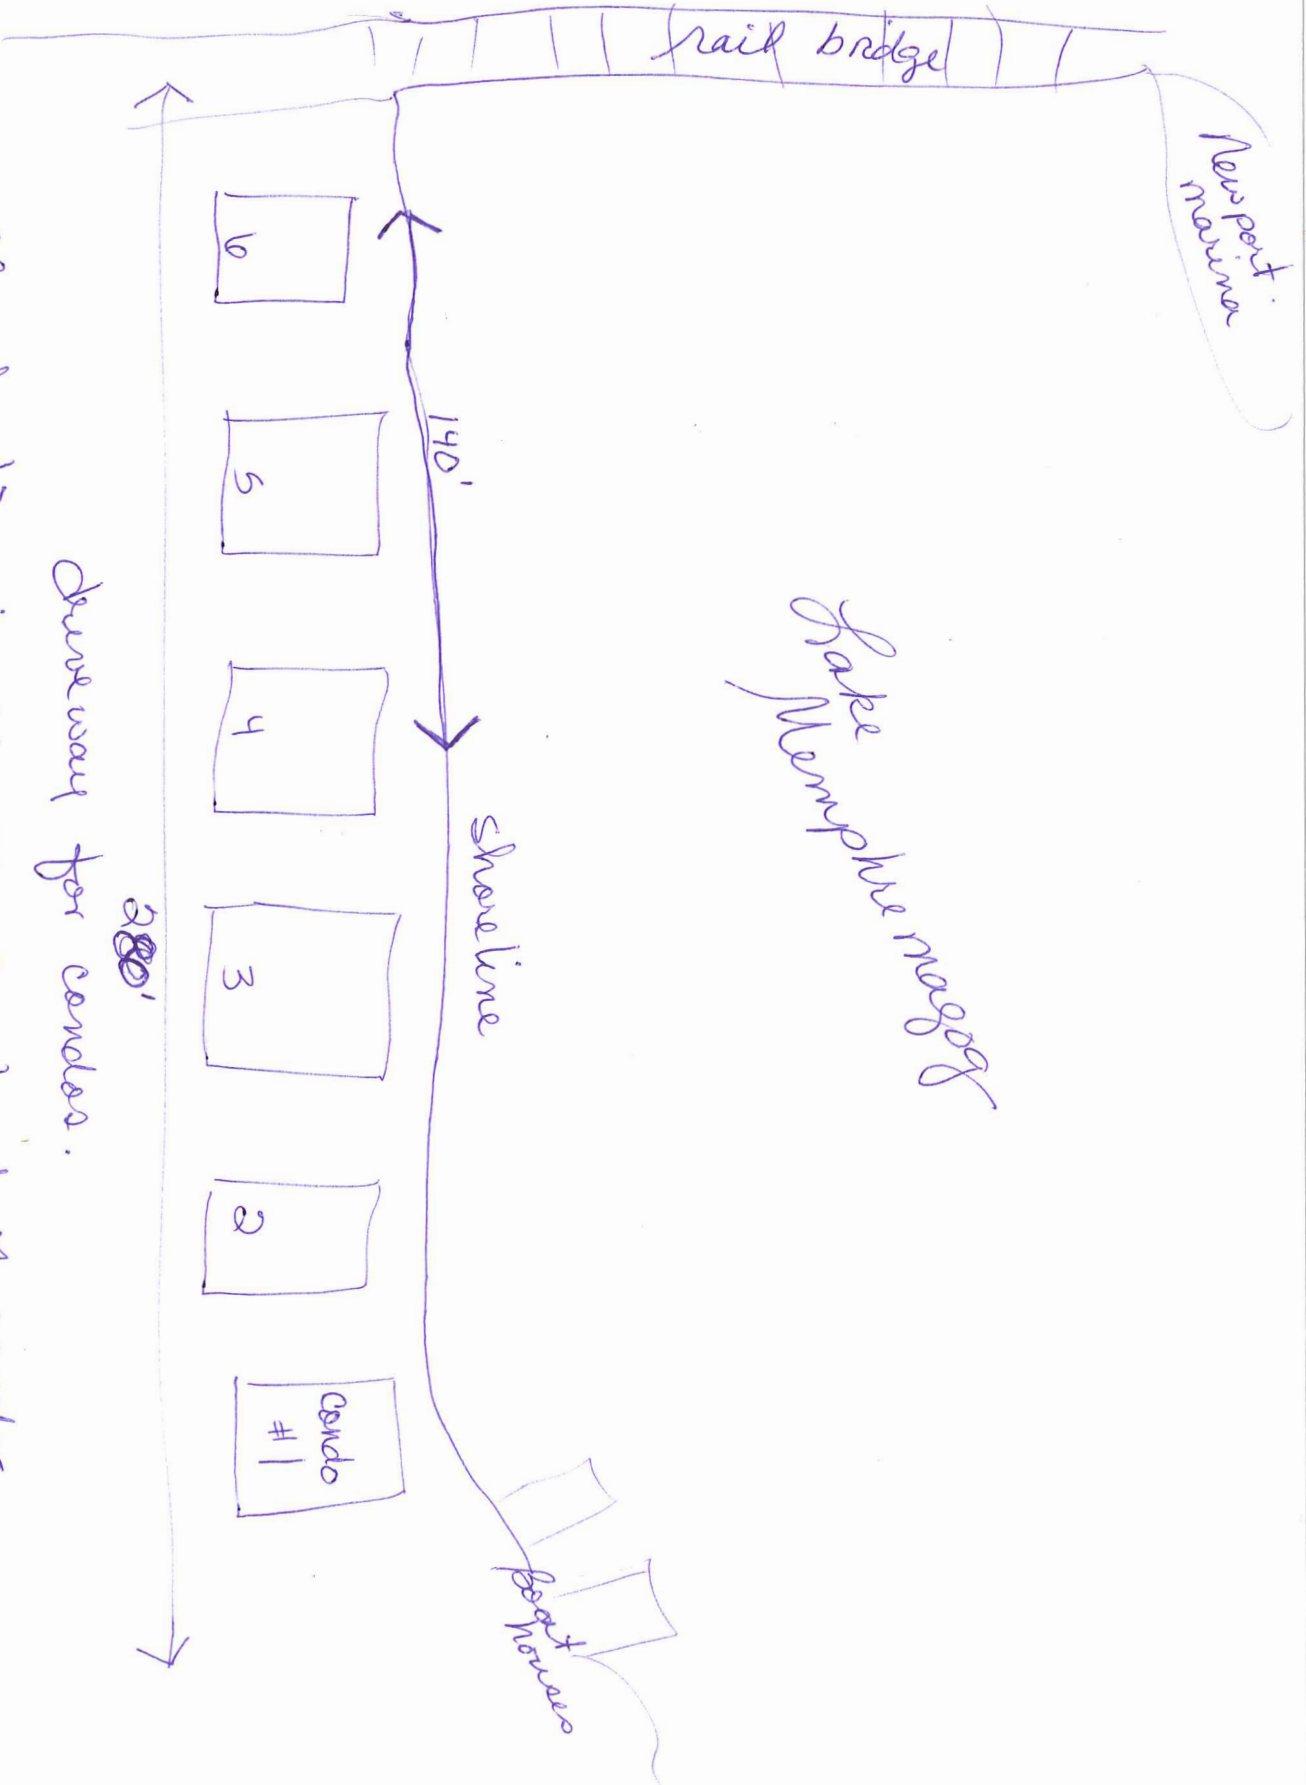 rail bridge
Newport
marina
6
5
4
3
2
Condo
#1
140'
shoreline
Lake
Memphremagog
Boat
houses
280'
driveway for condos.